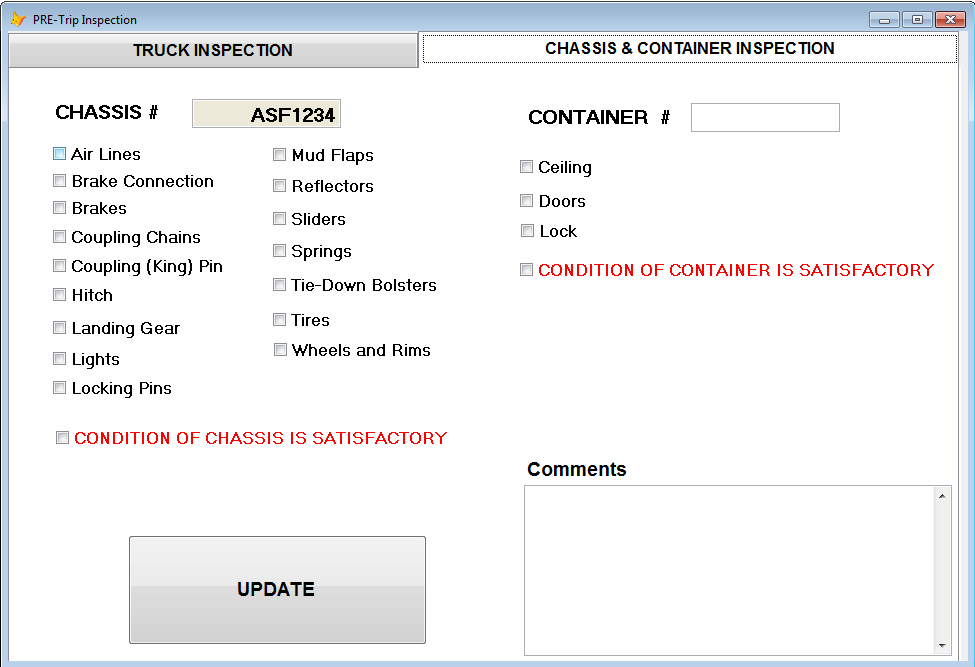 PRE-Trip Inspection
TRUCK INSPECTION
CHASSIS & CONTAINER INSPECTION
CHASSIS #
ASF1234
Air Lines
Brake Connection
Brakes
Coupling Chains
Coupling (King) Pin
Hitch
Landing Gear
Lights
Locking Pins
Mud Flaps
Reflectors
Sliders
Springs
Tie-Down Bolsters
Tires
Wheels and Rims
CONDITION OF CHASSIS IS SATISFACTORY
UPDATE
CONTAINER #
Ceiling
Doors
Lock
CONDITION OF CONTAINER IS SATISFACTORY
Comments